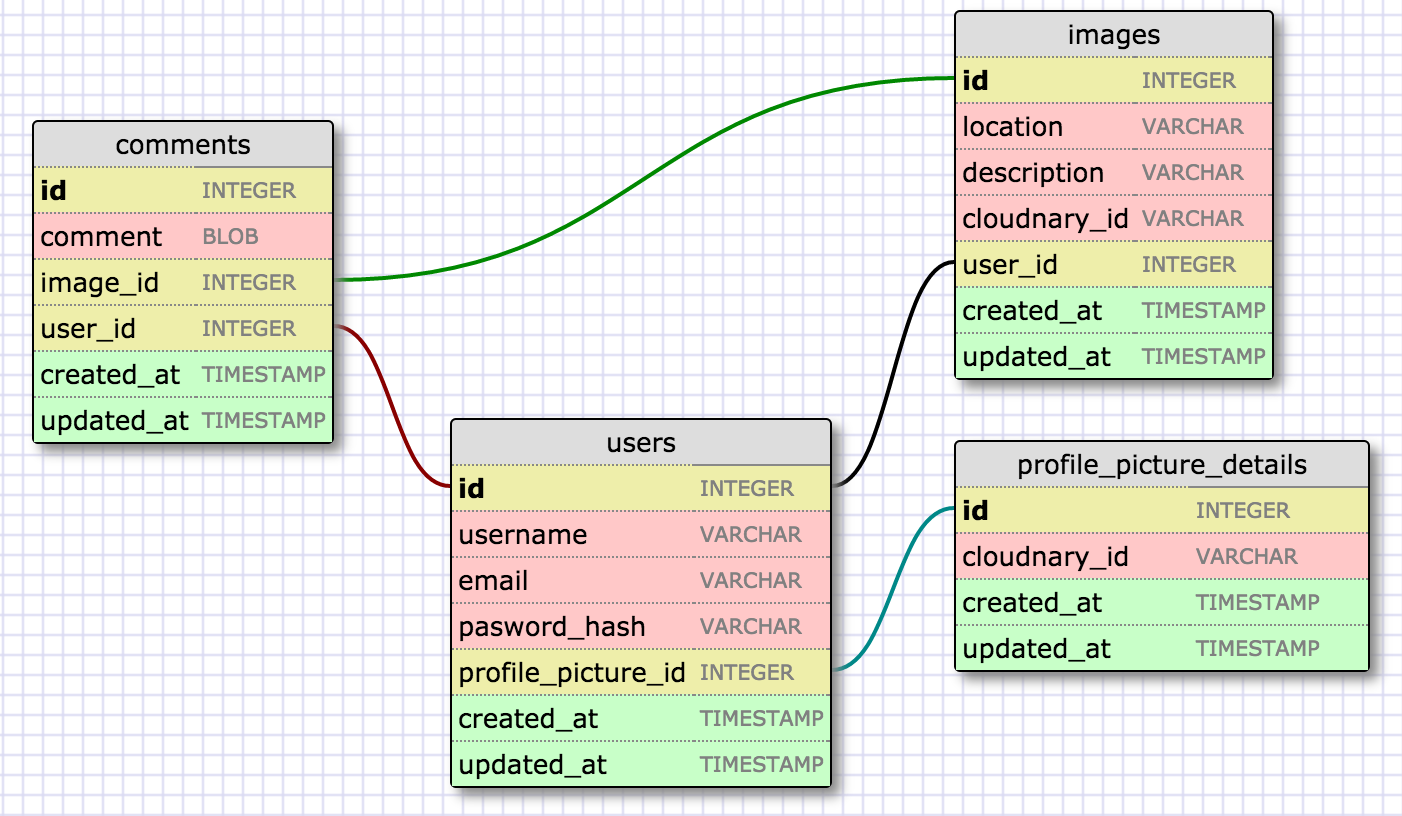 comments
id INTEGER
comment BLOB
image_id INTEGER
user_id INTEGER
created_at TIMESTAMP
updated_at TIMESTAMP
users
id INTEGER
username VARCHAR
email VARCHAR
pasword_hash VARCHAR
profile_picture_id INTEGER
created_at TIMESTAMP
updated_at TIMESTAMP
images
id INTEGER
location VARCHAR
description VARCHAR
cloudnary_id VARCHAR
user_id INTEGER
created_at TIMESTAMP
updated_at TIMESTAMP
profile_picture_details
id INTEGER
cloudnary_id VARCHAR
created_at TIMESTAMP
updated_at TIMESTAMP